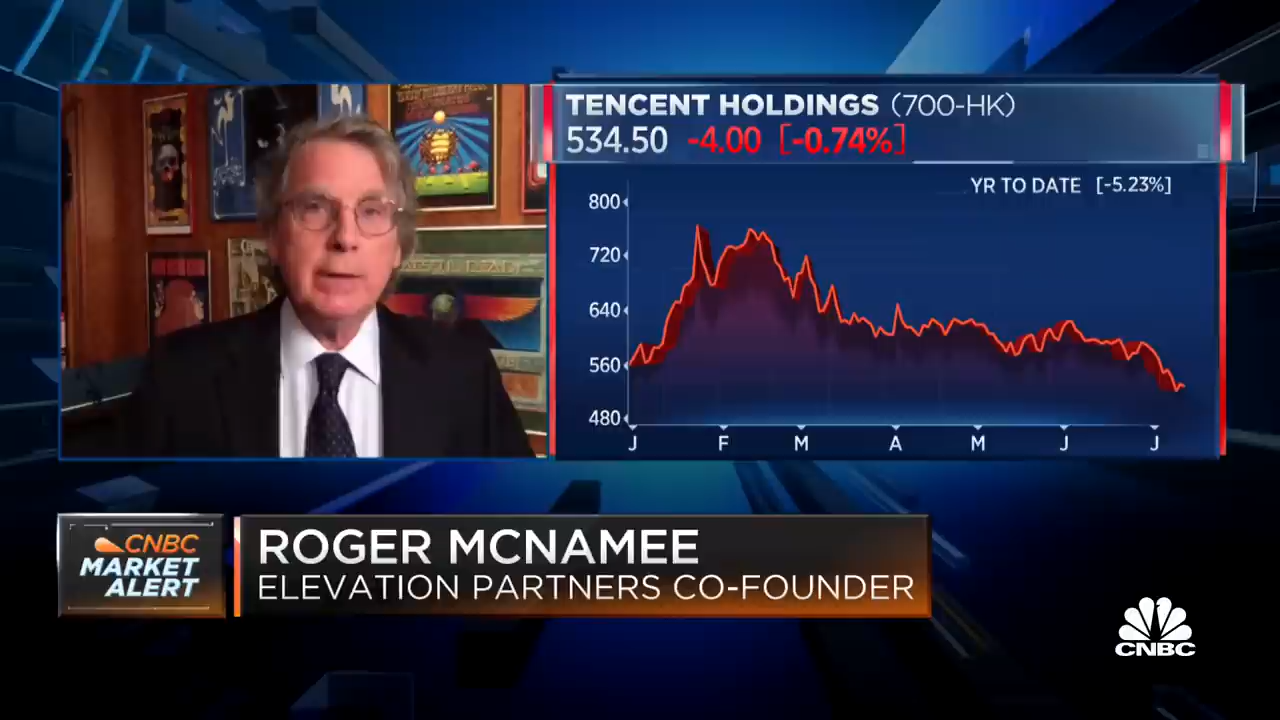 TENCENT HOLDINGS (700-HK)
534.50 -4.00 [-0.74%]
YR TO DATE [-5.23%]
800
720
640
560
480
J F M A M J J
CNBC
MARKET
ALERT
ROGER MCNAMEE
ELEVATION PARTNERS CO-FOUNDER
CNBC